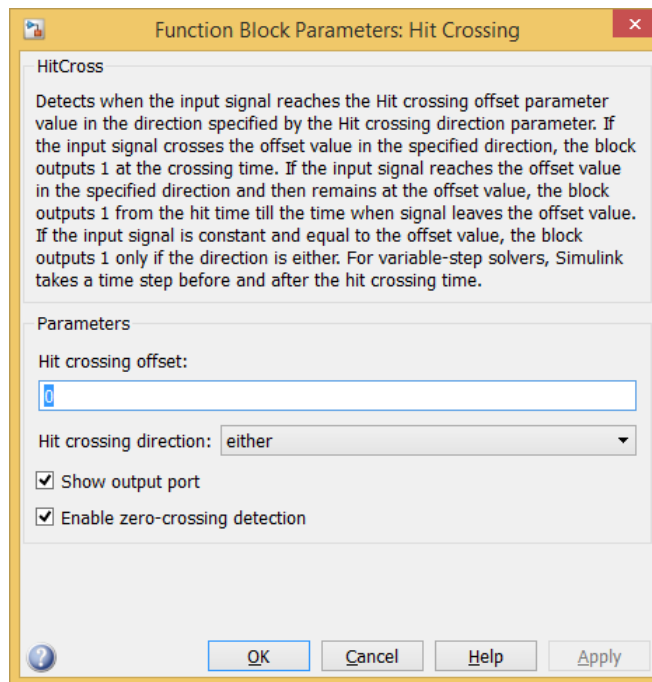 Function Block Parameters: Hit Crossing
HitCross
Detects when the input signal reaches the Hit crossing offset parameter
value in the direction specified by the Hit crossing direction parameter. If
the input signal crosses the offset value in the specified direction, the block
outputs 1 at the crossing time. If the input signal reaches the offset value
in the specified direction and then remains at the offset value, the block
outputs 1 from the hit time till the time when signal leaves the offset value.
If the input signal is constant and equal to the offset value, the block
outputs 1 only if the direction is either. For variable-step solvers, Simulink
takes a time step before and after the hit crossing time.
Parameters
Hit crossing offset:
0
Hit crossing direction: either
Show output port
Enable zero-crossing detection
OK Cancel Help Apply